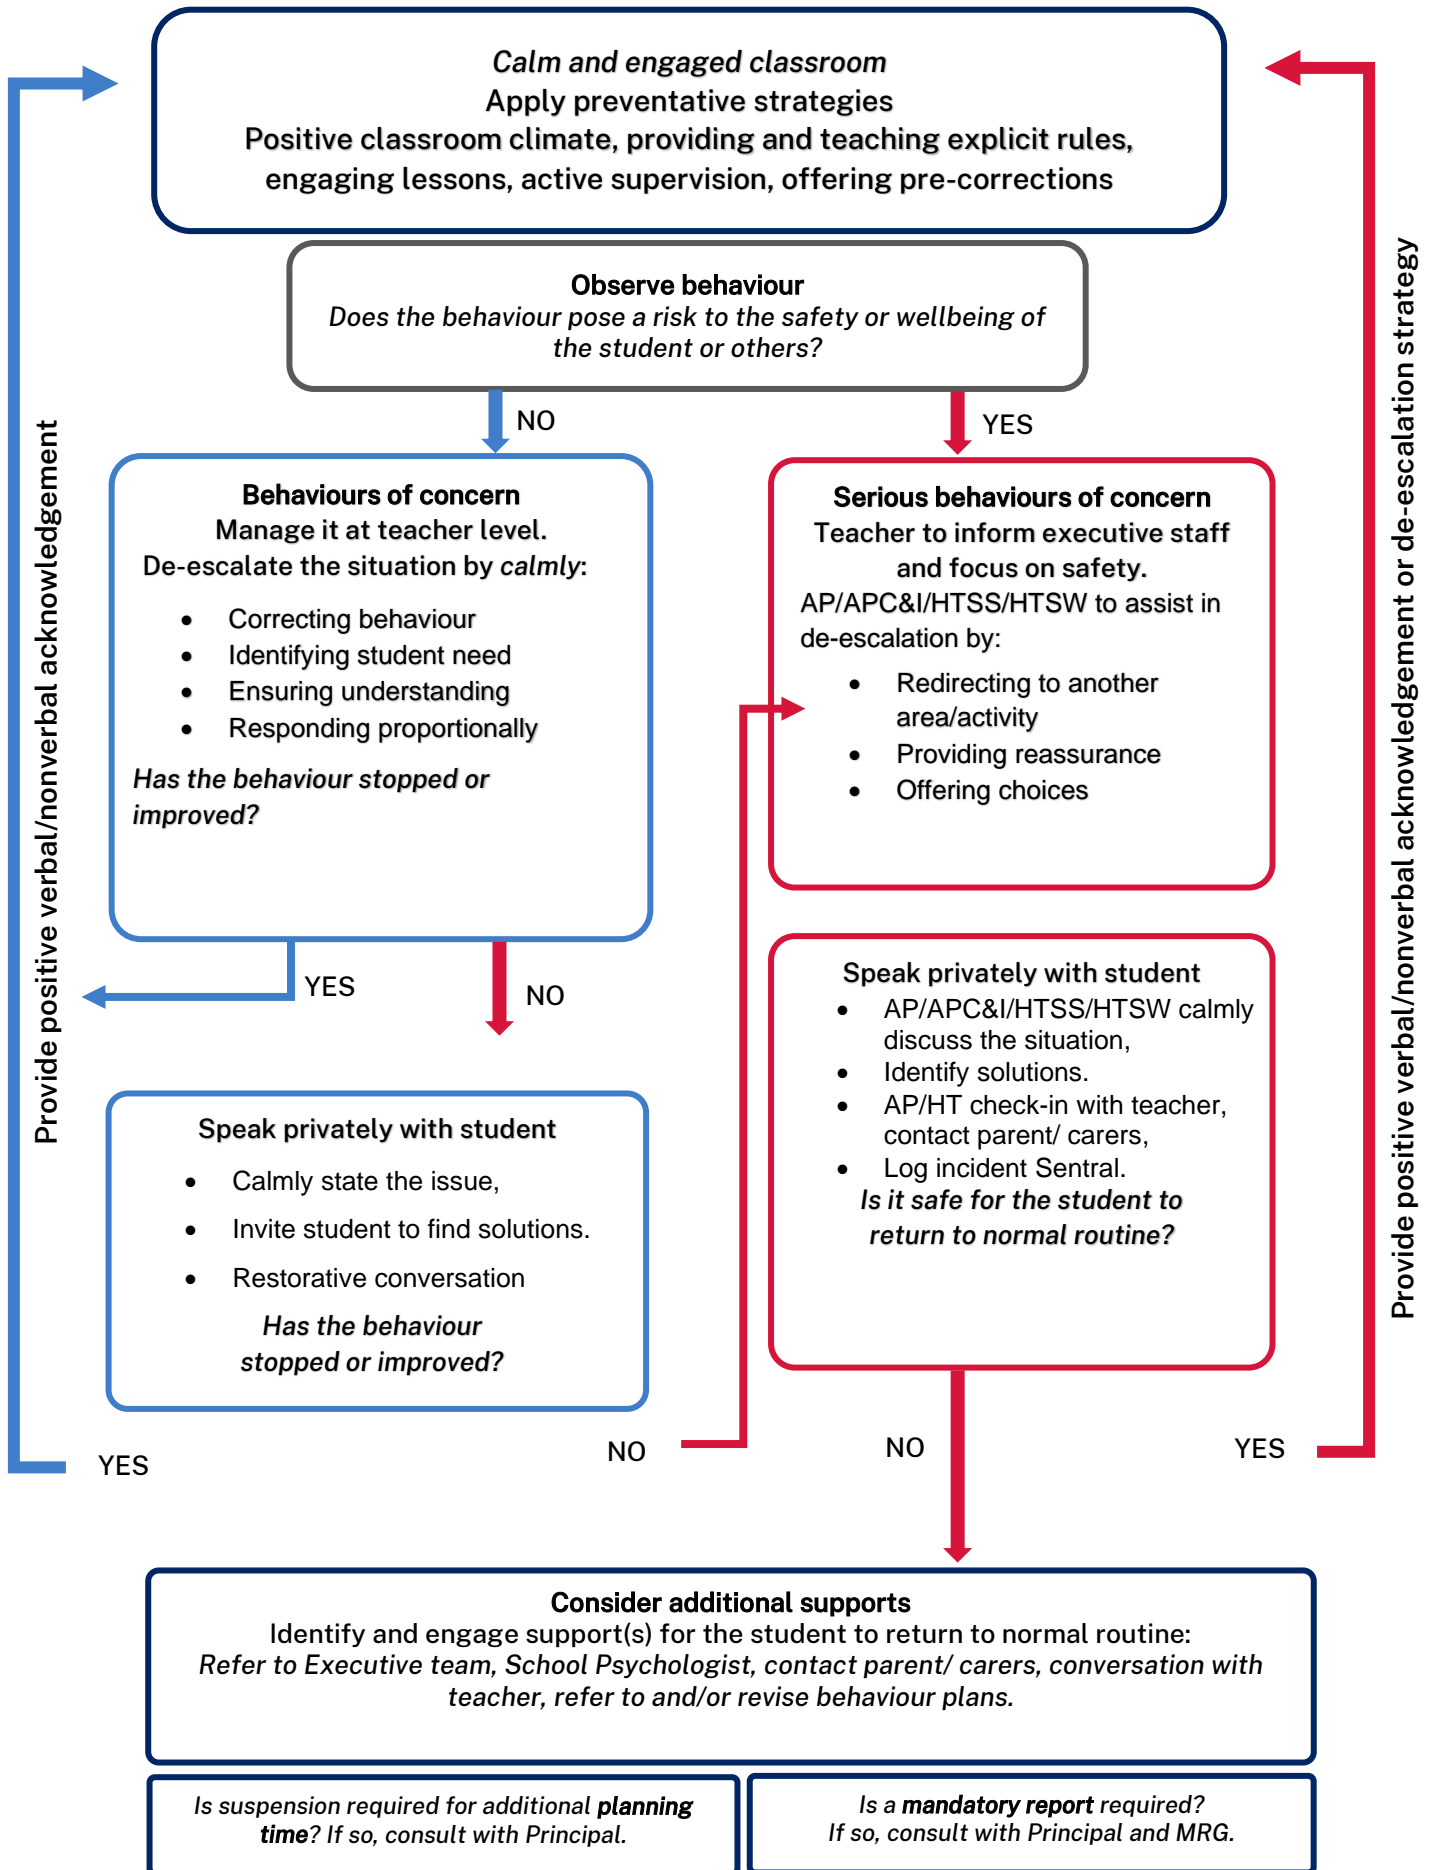 Calm and engaged classroom
Apply preventative strategies
Positive classroom climate, providing and teaching explicit rules,
engaging lessons, active supervision, offering pre-corrections
Observe behaviour
Does the behaviour pose a risk to the safety or wellbeing of
the student or others?
NO
YES
Behaviours of concern
Manage it at teacher level.
De-escalate the situation by calmly:
• Correcting behaviour
• Identifying student need
• Ensuring understanding
• Responding proportionally
Has the behaviour stopped or
improved?
YES
NO
Speak privately with student
• Calmly state the issue,
• Invite student to find solutions.
• Restorative conversation
Has the behaviour
stopped or improved?
YES
NO
Provide positive verbal/nonverbal acknowledgement
Serious behaviours of concern
Teacher to inform executive staff
and focus on safety.
AP/APC&I/HTSS/HTSW to assist in
de-escalation by:
• Redirecting to another
area/activity
• Providing reassurance
• Offering choices
Speak privately with student
• AP/APC&I/HTSS/HTSW calmly
discuss the situation,
• Identify solutions.
• AP/HT check-in with teacher,
contact parent/ carers,
• Log incident Sentral.
Is it safe for the student to
return to normal routine?
NO
YES
Provide positive verbal/nonverbal acknowledgement or de-escalation strategy
Consider additional supports
Identify and engage support(s) for the student to return to normal routine:
Refer to Executive team, School Psychologist, contact parent/ carers, conversation with
teacher, refer to and/or revise behaviour plans.
Is suspension required for additional planning
time? If so, consult with Principal.
Is a mandatory report required?
If so, consult with Principal and MRG.